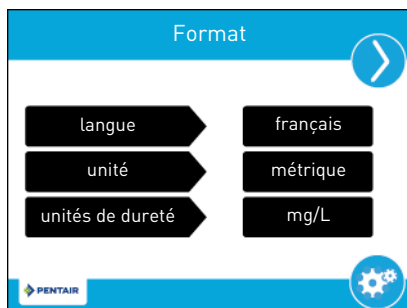 Format
langue français
unité métrique
unités de dureté mg/L
PENTAIR